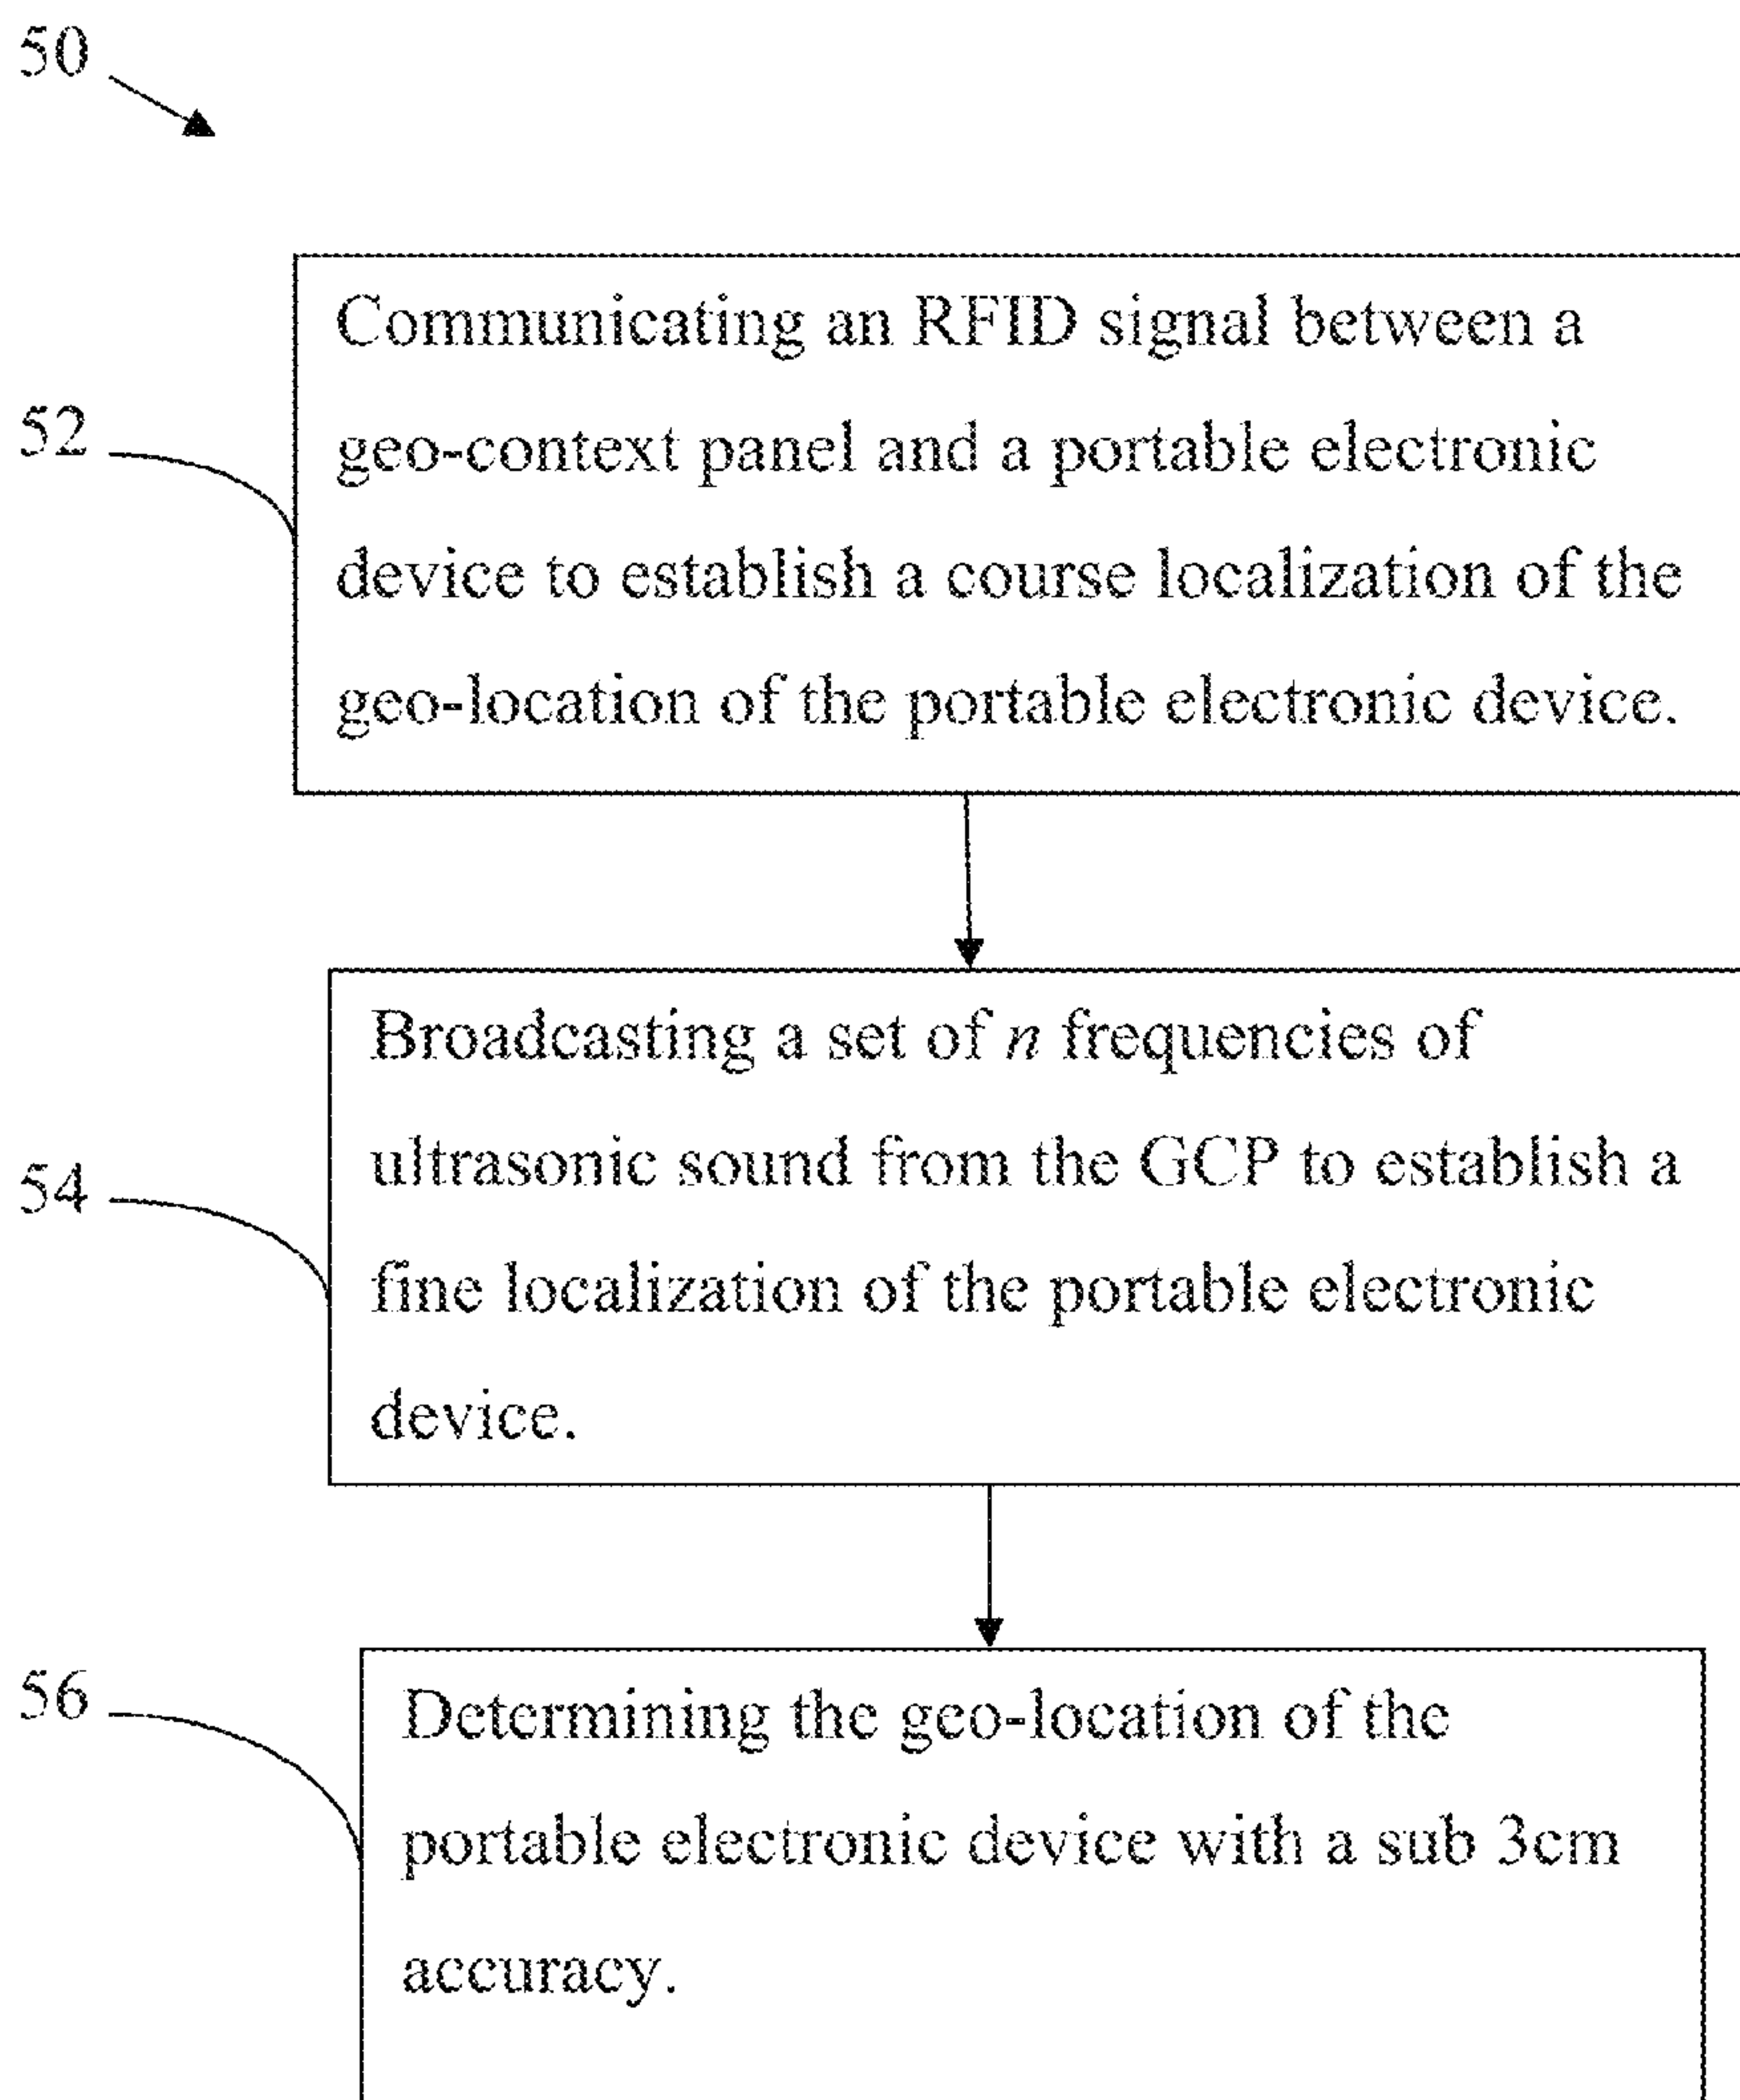 50
52
Communicating an RFID signal between a
geo-context panel and a portable electronic
device to establish a course localization of the
geo-location of the portable electronic device.
54
Broadcasting a set of n frequencies of
ultrasonic sound from the GCP to establish a
fine localization of the portable electronic
device.
56
Determining the geo-location of the
portable electronic device with a sub 3cm
accuracy.